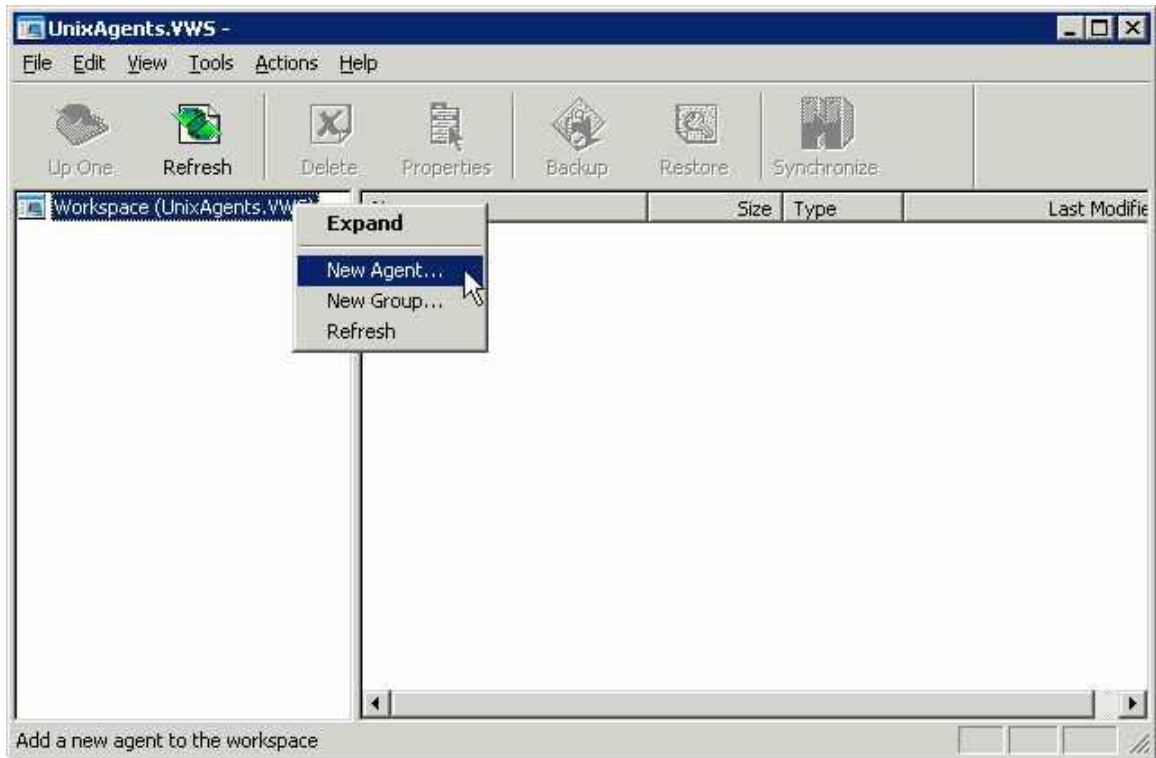 UnixAgents.VWS -
File Edit View Tools Actions Help
Up One Refresh Delete Properties Backup Restore Synchronize
Workspace (UnixAgents.VWS) Size Type Last Modifie
Expand
New Agent...
New Group...
Refresh
Add a new agent to the workspace